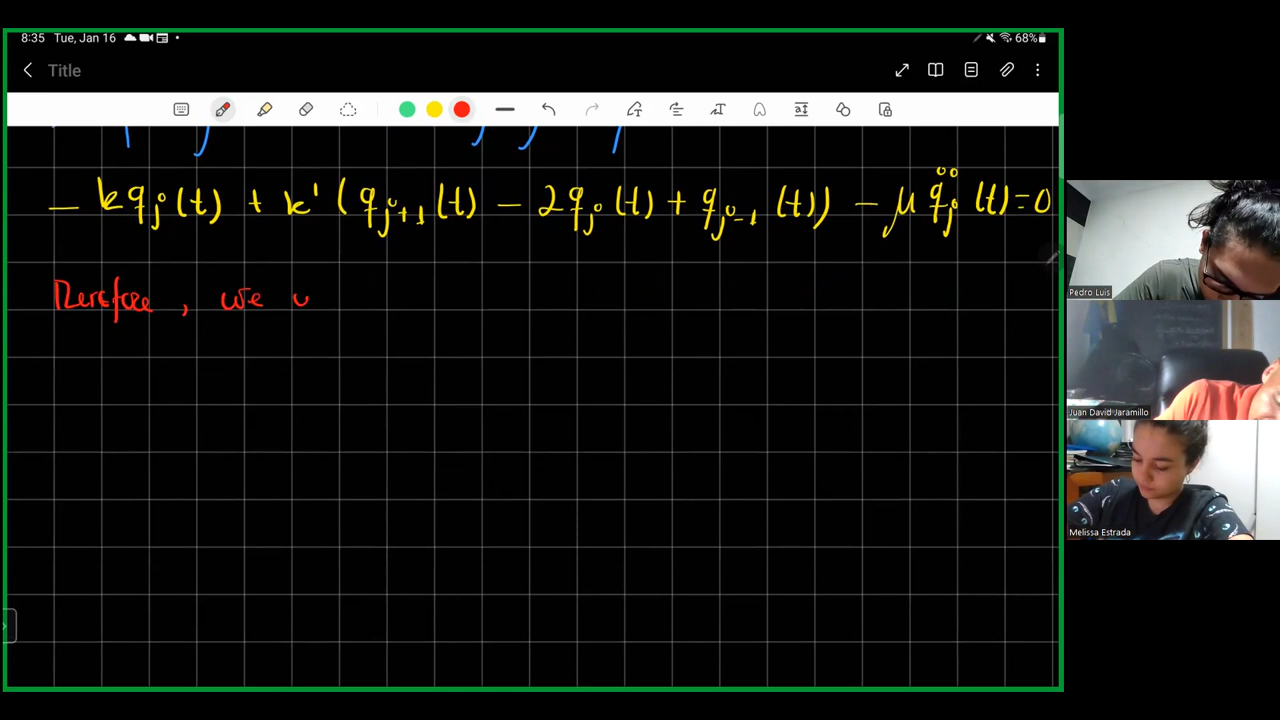 8:35 Tue, Jan 16
68%
Title
- kq_j(t) + k'(q_{j+1}(t) - 2q_j(t) + q_{j-1}(t)) - μq̈_j(t)=0
Therefore, we
Pedro Luis
Juan David Jaramillo
Melissa Estrada